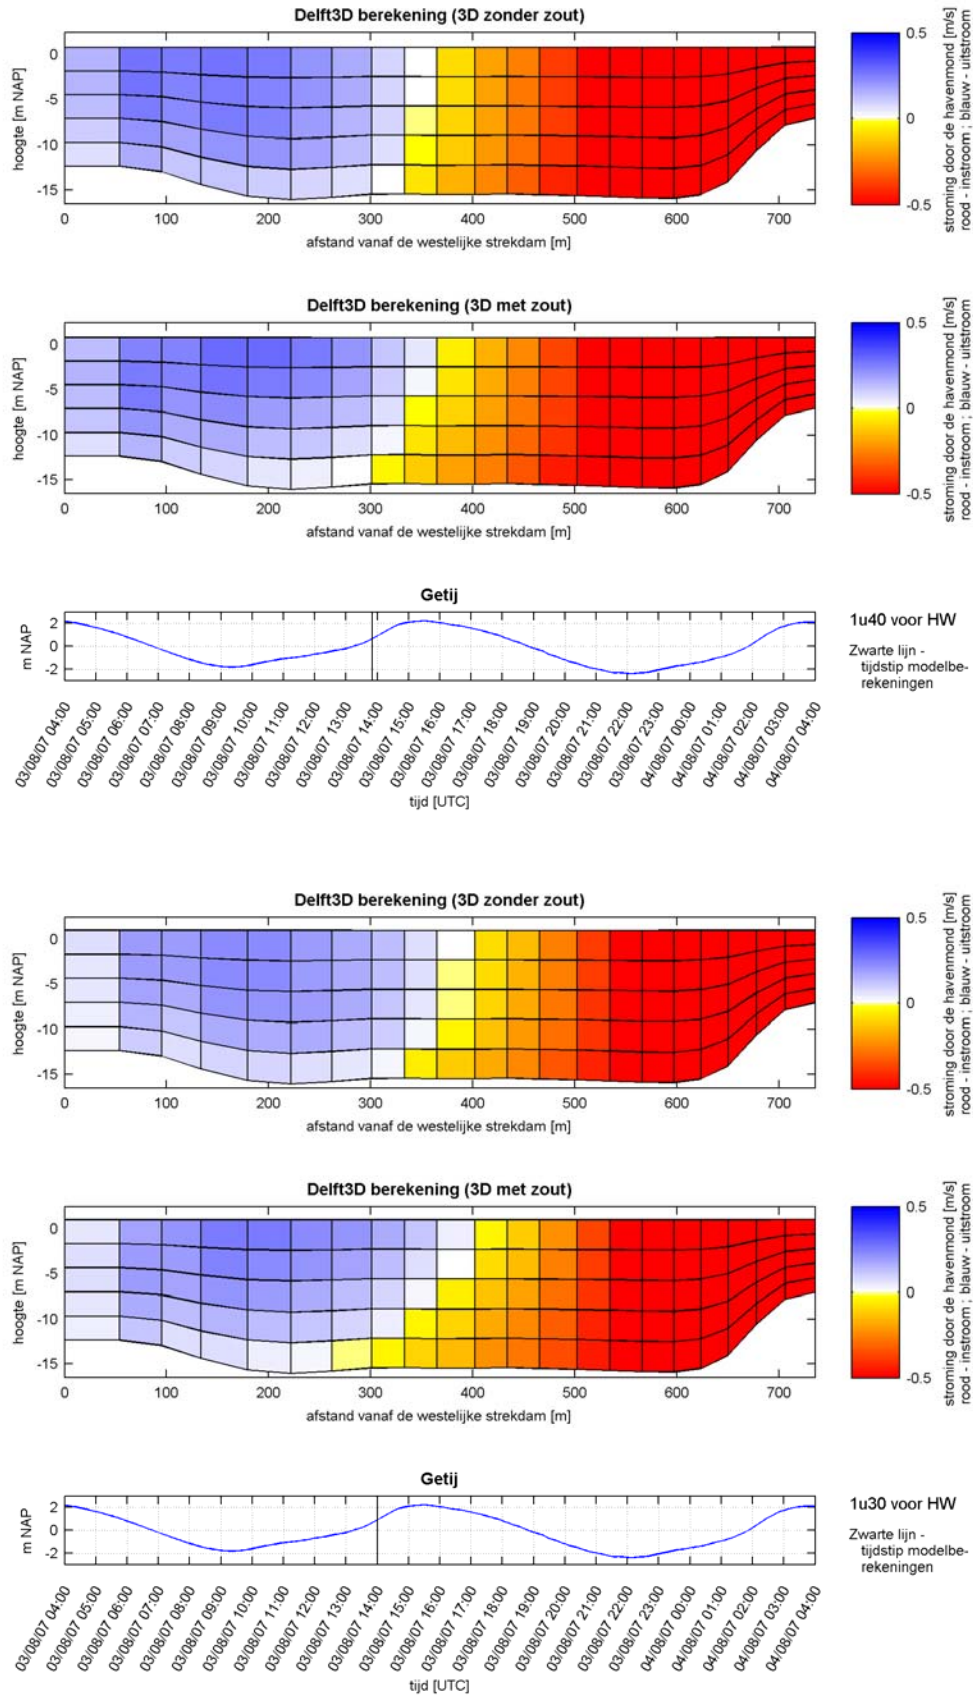 Delft3D berekening (3D zonder zout)
hoogte [m NAP]
0
-5
-10
-15
0 100 200 300 400 500 600 700
afstand vanaf de westelijke strekdam [m]
0.5
0
-0.5
stroming door de havenmond [m/s]
rood - instroom ; blauw - uitstroom
Delft3D berekening (3D met zout)
hoogte [m NAP]
0
-5
-10
-15
0 100 200 300 400 500 600 700
afstand vanaf de westelijke strekdam [m]
0.5
0
-0.5
stroming door de havenmond [m/s]
rood - instroom ; blauw - uitstroom
Getij
m NAP
2
0
-2
03/08/07 04:00
03/08/07 05:00
03/08/07 06:00
03/08/07 07:00
03/08/07 08:00
03/08/07 09:00
03/08/07 10:00
03/08/07 11:00
03/08/07 12:00
03/08/07 13:00
03/08/07 14:00
03/08/07 15:00
03/08/07 16:00
03/08/07 17:00
03/08/07 18:00
03/08/07 19:00
03/08/07 20:00
03/08/07 21:00
03/08/07 22:00
03/08/07 23:00
04/08/07 00:00
04/08/07 01:00
04/08/07 02:00
04/08/07 03:00
04/08/07 04:00
tijd [UTC]
1u40 voor HW
Zwarte lijn -
tijdstip modelbe-
rekeningen
Delft3D berekening (3D zonder zout)
hoogte [m NAP]
0
-5
-10
-15
0 100 200 300 400 500 600 700
afstand vanaf de westelijke strekdam [m]
0.5
0
-0.5
stroming door de havenmond [m/s]
rood - instroom ; blauw - uitstroom
Delft3D berekening (3D met zout)
hoogte [m NAP]
0
-5
-10
-15
0 100 200 300 400 500 600 700
afstand vanaf de westelijke strekdam [m]
0.5
0
-0.5
stroming door de havenmond [m/s]
rood - instroom ; blauw - uitstroom
Getij
m NAP
2
0
-2
03/08/07 04:00
03/08/07 05:00
03/08/07 06:00
03/08/07 07:00
03/08/07 08:00
03/08/07 09:00
03/08/07 10:00
03/08/07 11:00
03/08/07 12:00
03/08/07 13:00
03/08/07 14:00
03/08/07 15:00
03/08/07 16:00
03/08/07 17:00
03/08/07 18:00
03/08/07 19:00
03/08/07 20:00
03/08/07 21:00
03/08/07 22:00
03/08/07 23:00
04/08/07 00:00
04/08/07 01:00
04/08/07 02:00
04/08/07 03:00
04/08/07 04:00
tijd [UTC]
1u30 voor HW
Zwarte lijn -
tijdstip modelbe-
rekeningen